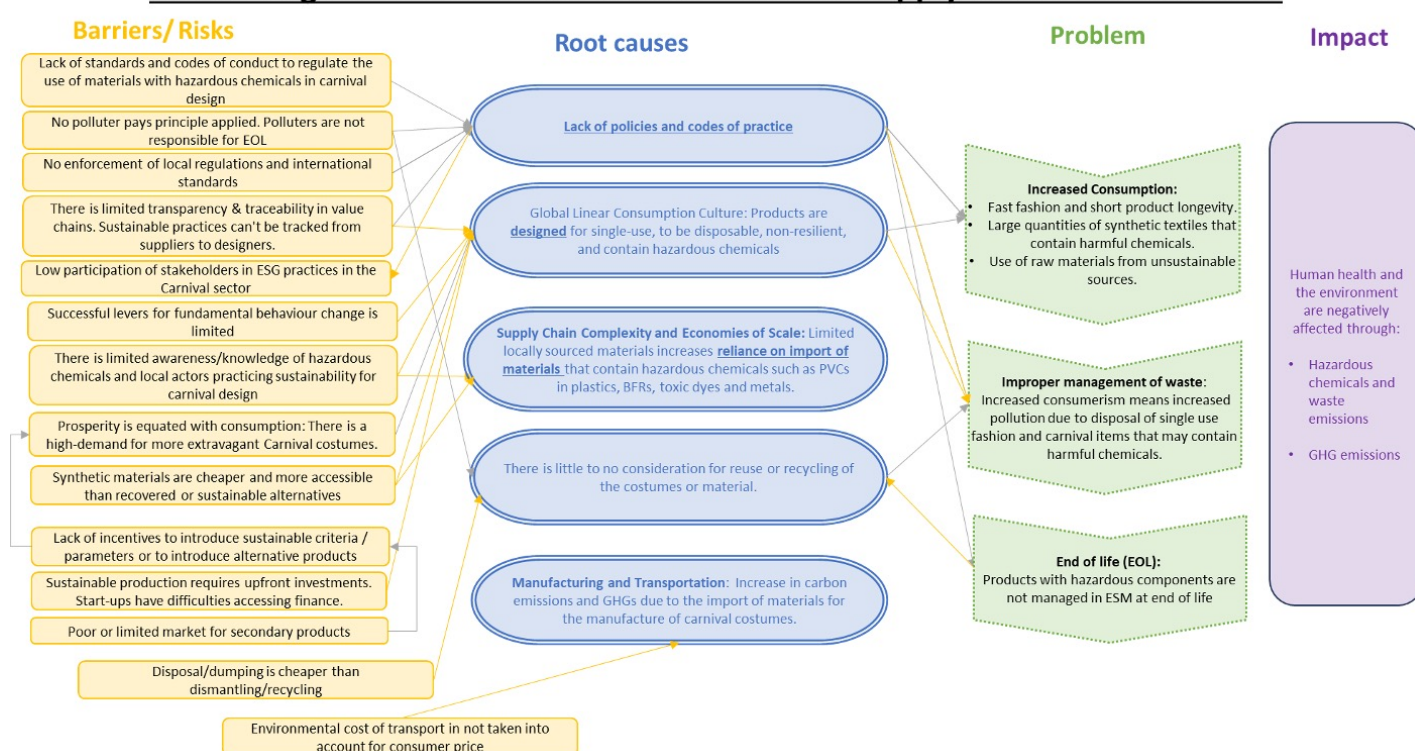 Barriers/ Risks
Lack of standards and codes of conduct to regulate the
use of materials with hazardous chemicals in carnival
design
No polluter pays principle applied. Polluters are not
responsible for EOL
No enforcement of local regulations and international
standards
There is limited transparency & traceability in value
chains. Sustainable practices can't be tracked from
suppliers to designers.
Low participation of stakeholders in ESG practices in the
Carnival sector
Successful levers for fundamental behaviour change is
limited
There is limited awareness/knowledge of hazardous
chemicals and local actors practicing sustainability for
carnival design
Prosperity is equated with consumption: There is a
high-demand for more extravagant Carnival costumes.
Synthetic materials are cheaper and more accessible
than recovered or sustainable alternatives
Lack of incentives to introduce sustainable criteria /
parameters or to introduce alternative products
Sustainable production requires upfront investments.
Start-ups have difficulties accessing finance.
Poor or limited market for secondary products
Disposal/dumping is cheaper than
dismantling/recycling
Environmental cost of transport in not taken into
account for consumer price
Root causes
Lack of policies and codes of practice
Global Linear Consumption Culture: Products are
designed for single-use, to be disposable, non-resilient,
and contain hazardous chemicals
Supply Chain Complexity and Economies of Scale: Limited
locally sourced materials increases reliance on import of
materials that contain hazardous chemicals such as PVCs
in plastics, BFRs, toxic dyes and metals.
There is little to no consideration for reuse or recycling of
the costumes or material.
Manufacturing and Transportation: Increase in carbon
emissions and GHGs due to the import of materials for
the manufacture of carnival costumes.
Problem
Increased Consumption:
• Fast fashion and short product longevity.
• Large quantities of synthetic textiles that
contain harmful chemicals.
• Use of raw materials from unsustainable
sources.
Improper management of waste:
Increased consumerism means increased
pollution due to disposal of single use
fashion and carnival items that may contain
harmful chemicals.
End of life (EOL):
Products with hazardous components are
not managed in ESM at end of life
Impact
Human health and
the environment
are negatively
affected through:
• Hazardous
chemicals and
waste
emissions
• GHG emissions